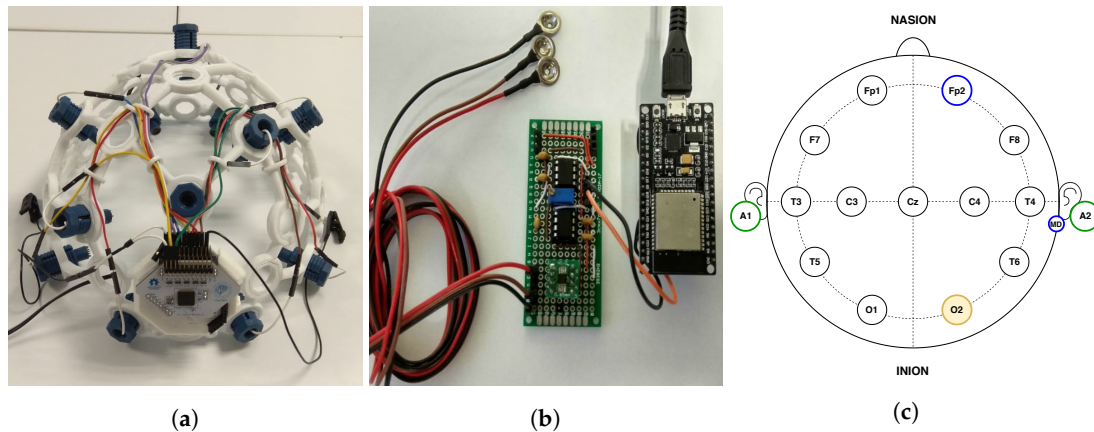 NASION
Fp1 Fp2
F7 F8
A1 T3 C3 Cz C4 T4 MD A2
T5 T6
O1 O2
INION
(a) (b) (c)